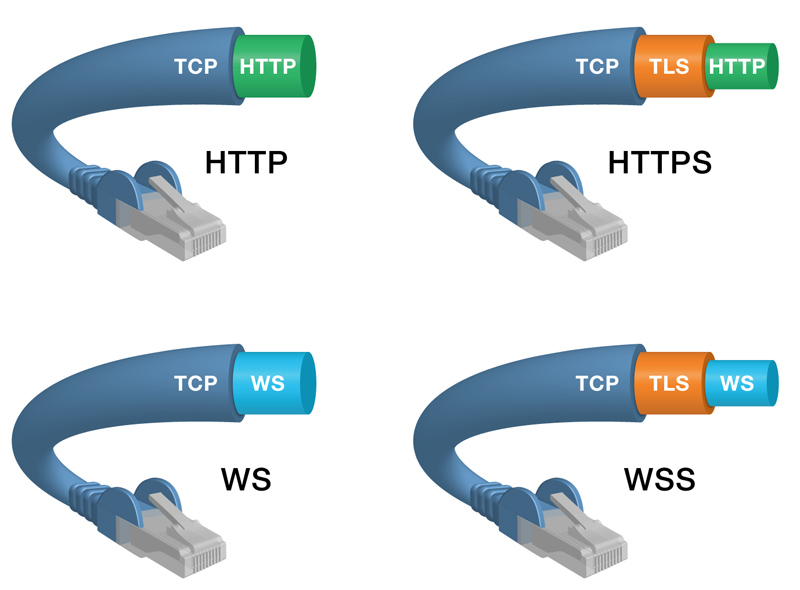 TCP HTTP
HTTP
TCP TLS HTTP
HTTPS
TCP WS
WS
TCP TLS WS
WSS